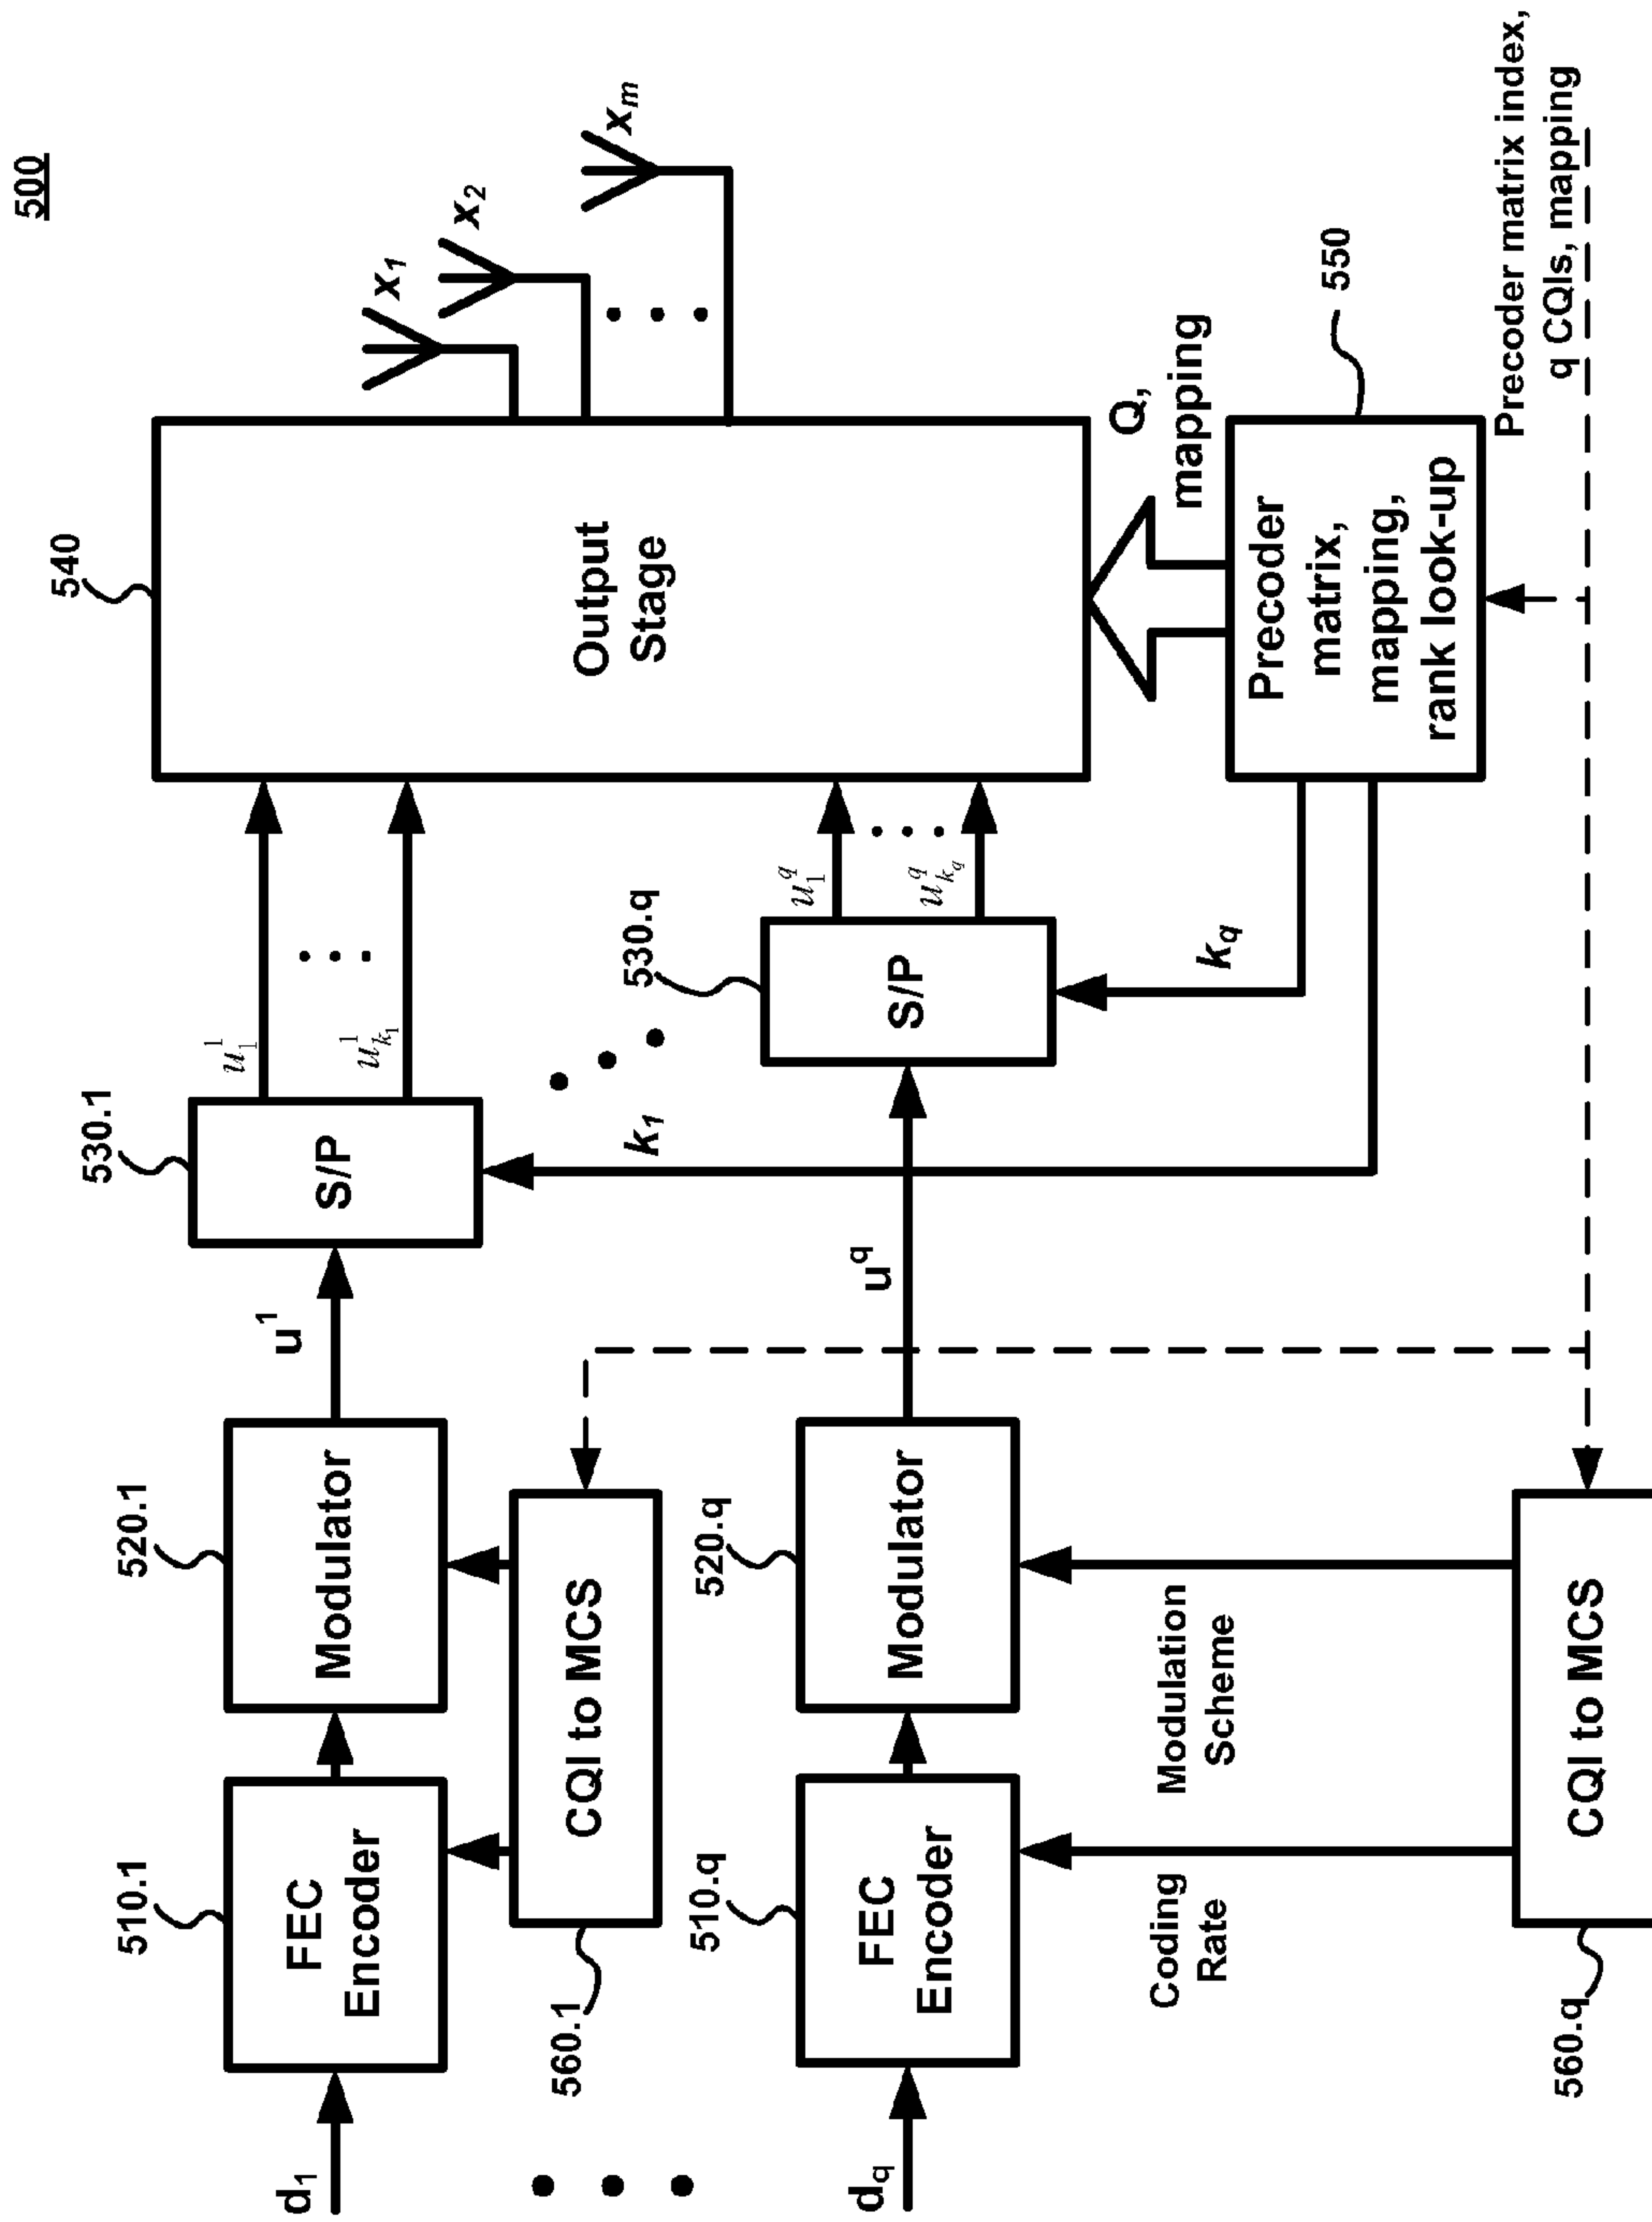 500
540
530.1
520.1
510.1
d1
FEC
Encoder
Modulator
u1
S/P
u11
u1k1
Output
Stage
x1
x2
xm
560.1
CQI to MCS
k1
530.q
520.q
510.q
dq
FEC
Encoder
Modulator
uq
S/P
uq1
uqkq
kq
Q,
mapping
550
Precoder
matrix,
mapping,
rank look-up
Coding
Rate
Modulation
Scheme
560.q
CQI to MCS
Precoder matrix index,
q CQIs, mapping